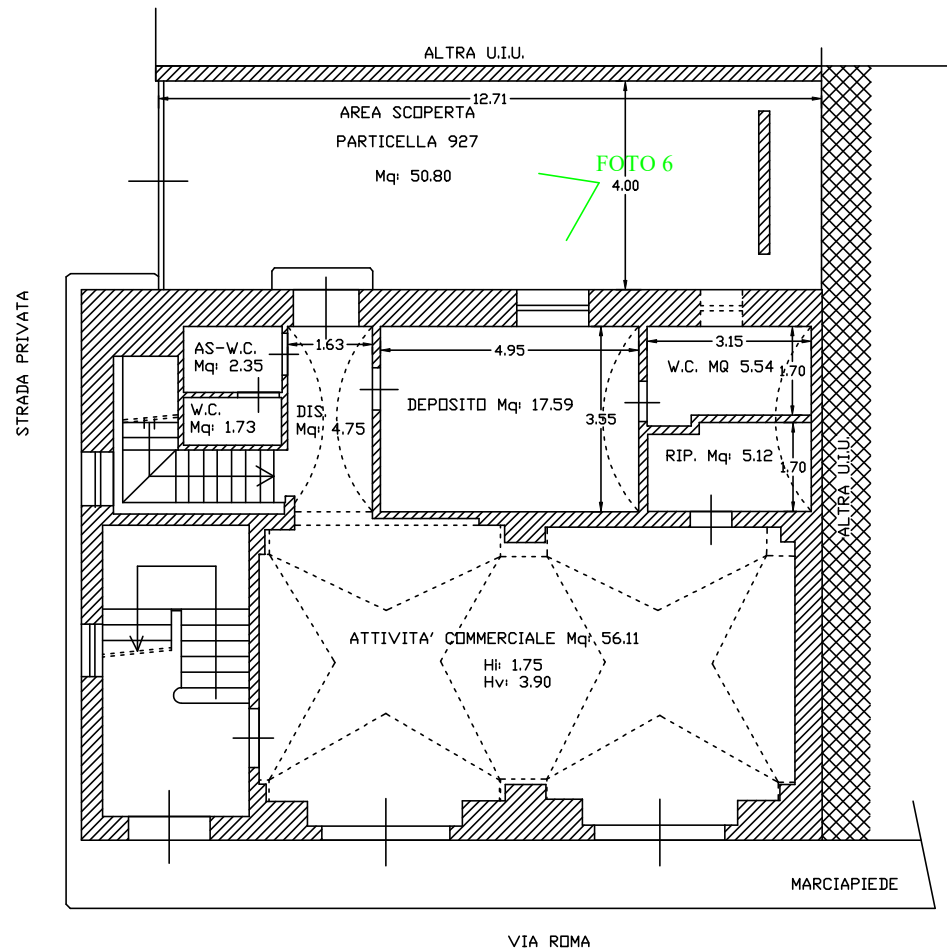 ALTRA U.I.U.
12.71
AREA SCOPERTA
PARTICELLA 927
Mq: 50.80
FOTO 6
4.00
STRADA PRIVATA
AS-W.C.
Mq: 2.35
1.63
4.95
3.15
W.C. MQ 5.54
1.70
W.C.
Mq: 1.73
DIS.
Mq: 4.75
DEPOSITO Mq: 17.59
3.55
RIP. Mq: 5.12
1.70
ALTRA U.I.U.
ATTIVITA' COMMERCIALE Mq: 56.11
Hi: 1.75
Hv: 3.90
MARCIAPIEDE
VIA ROMA